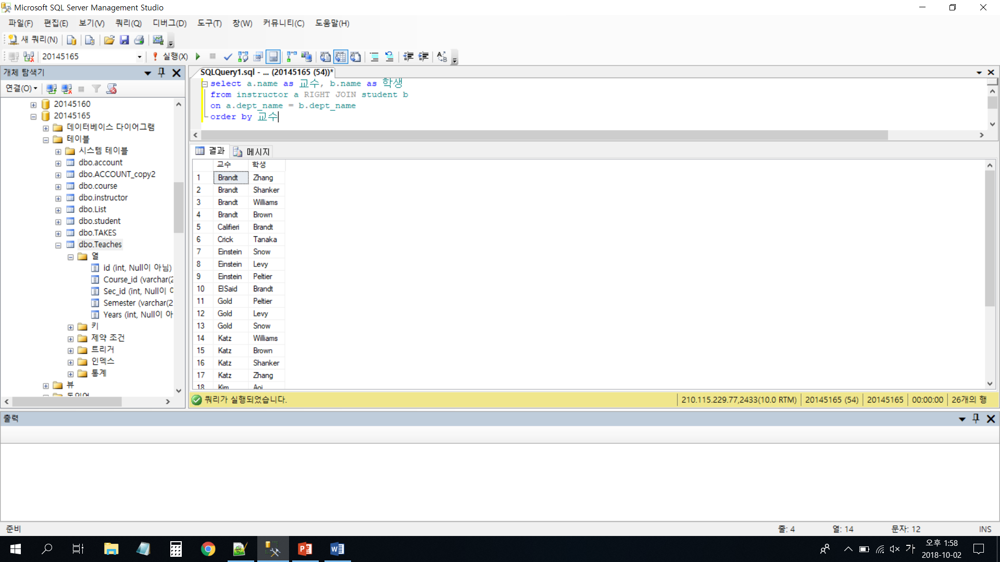 Microsoft SQL Server Management Studio
파일(F) 편집(E) 보기(V) 쿼리(Q) 디버그(D) 도구(T) 창(W) 커뮤니티(C) 도움말(H)
새 쿼리(N)
20145165 실행(X)
개체 탐색기
연결(O)
20145160
20145165
데이터베이스 다이어그램
테이블
시스템 테이블
dbo.account
dbo.ACCOUNT_copy2
dbo.course
dbo.instructor
dbo.List
dbo.student
dbo.TAKES
dbo.Teaches
열
id (int, Null이 아님)
Course_id (varchar(2
Sec_id (int, Null이
Semester (varchar(2
Years (int, Null이 아
키
제약 조건
트리거
인덱스
통계
뷰
SQLQuery1.sql - ... (20145165 (54))*
select a.name as 교수, b.name as 학생
from instructor a RIGHT JOIN student b
on a.dept_name = b.dept_name
order by 교수
결과 메시지
교수 학생
1 Brandt Zhang
2 Brandt Shanker
3 Brandt Williams
4 Brandt Brown
5 Califieri Brandt
6 Crick Tanaka
7 Einstein Snow
8 Einstein Levy
9 Einstein Peltier
10 ElSaid Brandt
11 Gold Peltier
12 Gold Levy
13 Gold Snow
14 Katz Williams
15 Katz Brown
16 Katz Shanker
17 Katz Zhang
18 Kim Aoi
쿼리가 실행되었습니다. 210.115.229.77,2433(10.0 RTM) 20145165 (54) 20145165 00:00:00 26개의 행
출력
준비 줄: 4 열: 14 문자: 12 INS
가 오후 1:58
2018-10-02